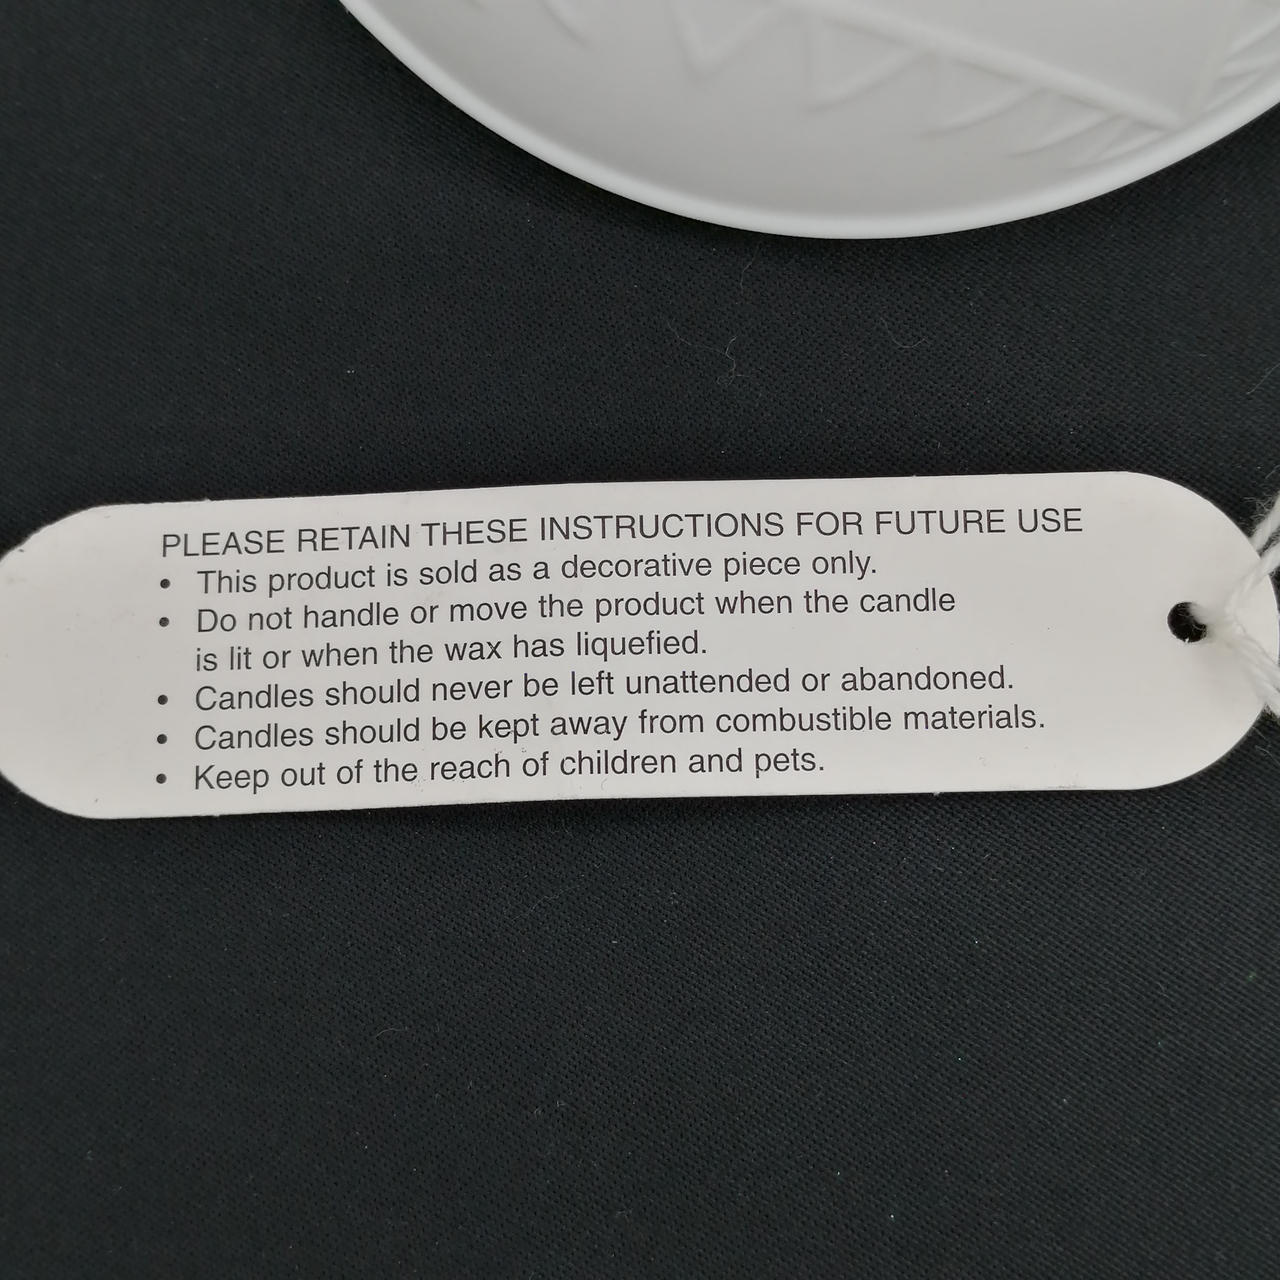 PLEASE RETAIN THESE INSTRUCTIONS FOR FUTURE USE
• This product is sold as a decorative piece only.
• Do not handle or move the product when the candle
is lit or when the wax has liquefied.
• Candles should never be left unattended or abandoned.
• Candles should be kept away from combustible materials.
• Keep out of the reach of children and pets.